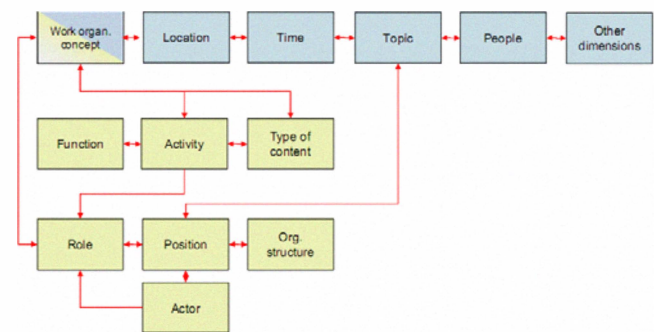 Work organ.
concept
Location
Time
Topic
People
Other
dimensions
Function
Activity
Type of
content
Role
Position
Org.
structure
Actor